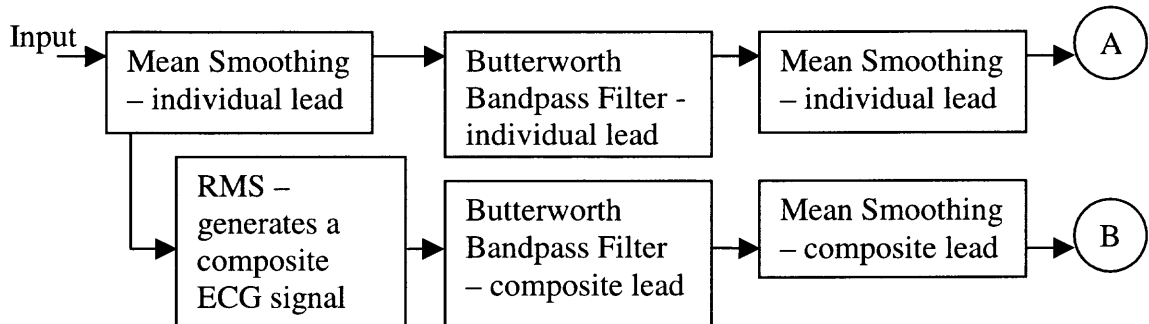 Input
Mean Smoothing
– individual lead
Butterworth
Bandpass Filter -
individual lead
Mean Smoothing
– individual lead
A
RMS –
generates a
composite
ECG signal
Butterworth
Bandpass Filter
– composite lead
Mean Smoothing
– composite lead
B